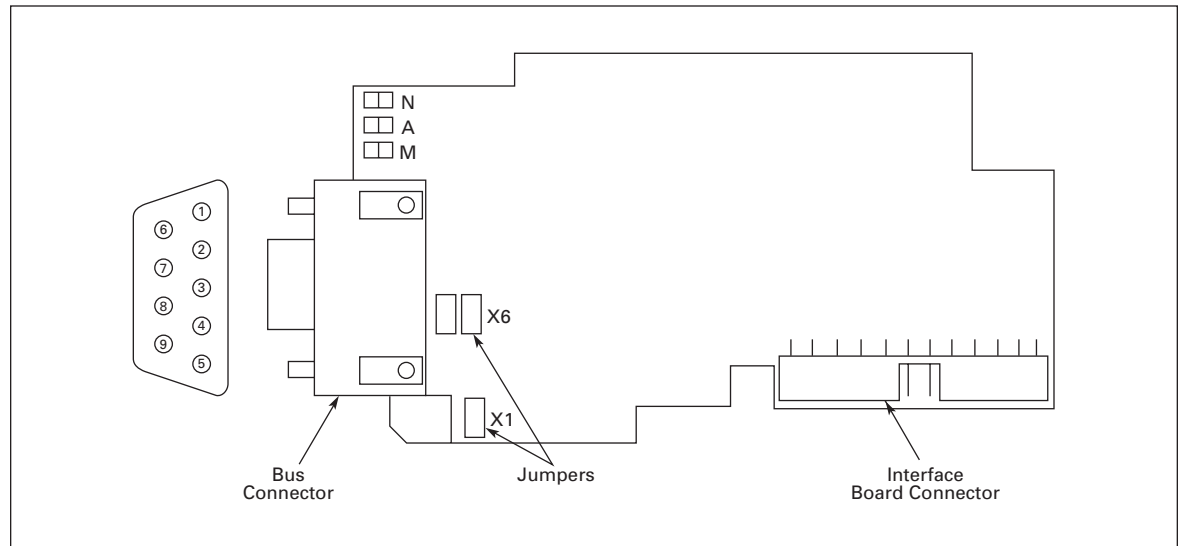 N
A
M
1
6
2
7
3
8
4
9
5
X6
X1
Bus
Connector
Jumpers
Interface
Board Connector